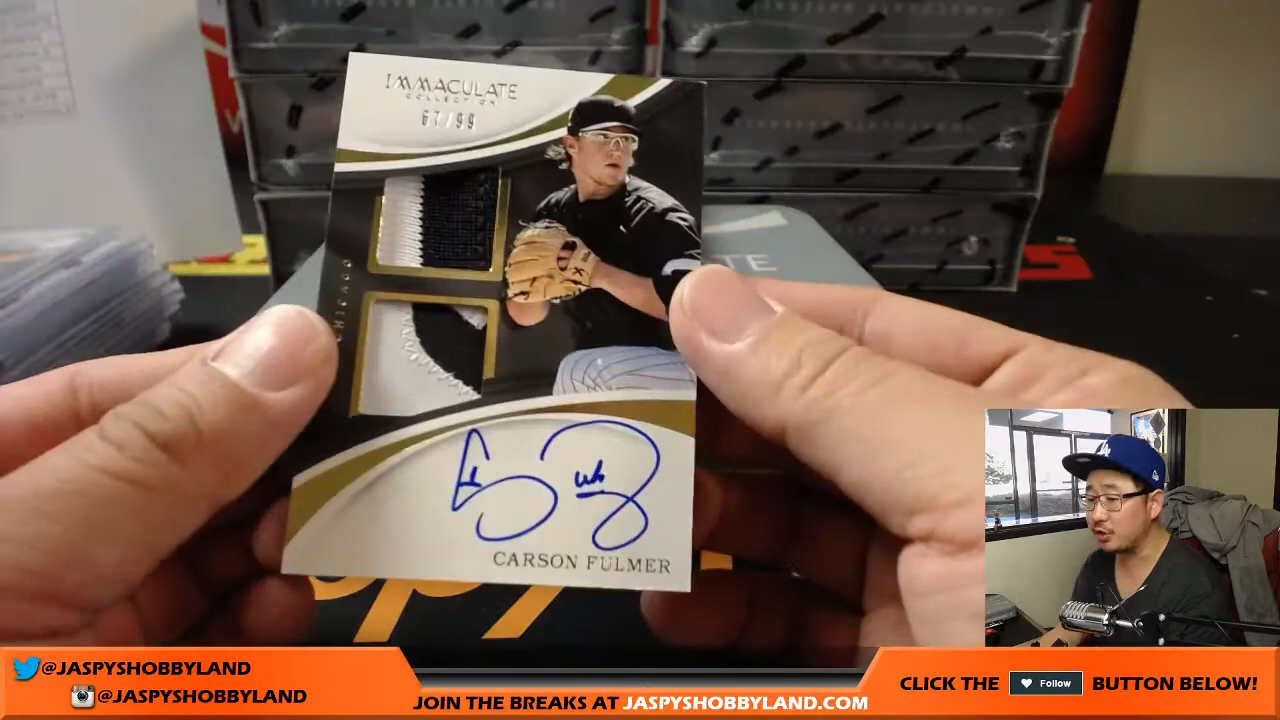 IMMACULATE
COLLECTION
67/99
CHICAGO
CARSON FULMER
@JASPYSHOBBYLAND
@JASPYSHOBBYLAND
JOIN THE BREAKS AT JASPYSHOBBYLAND.COM
CLICK THE Follow BUTTON BELOW!